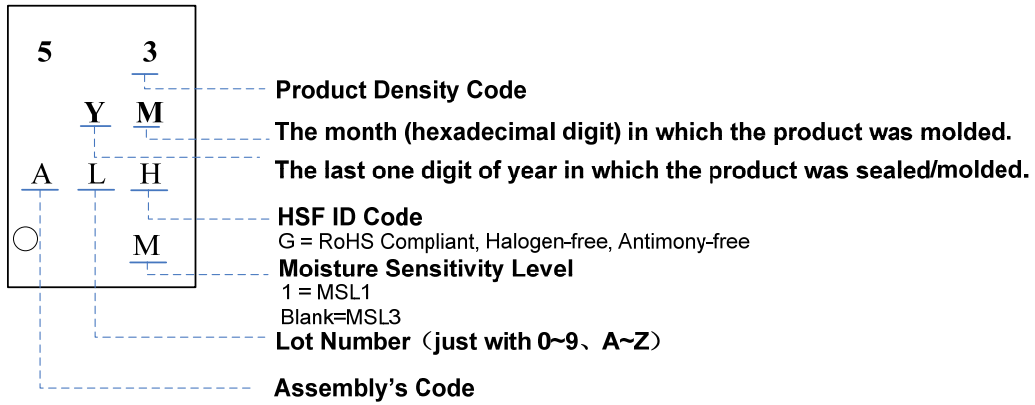 5 3
Product Density Code
Y M
The month (hexadecimal digit) in which the product was molded.
The last one digit of year in which the product was sealed/molded.
A L H
HSF ID Code
G = RoHS Compliant, Halogen-free, Antimony-free
M
Moisture Sensitivity Level
1 = MSL1
Blank=MSL3
Lot Number（just with 0~9、A~Z）
Assembly's Code